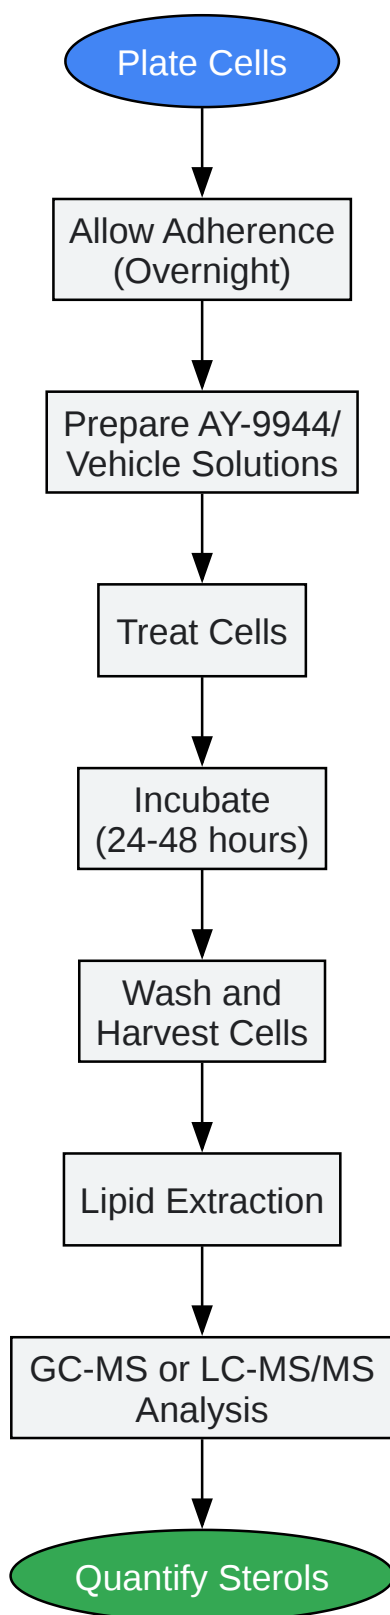 Plate Cells
Allow Adherence
(Overnight)
Prepare AY-9944/
Vehicle Solutions
Treat Cells
Incubate
(24-48 hours)
Wash and
Harvest Cells
Lipid Extraction
GC-MS or LC-MS/MS
Analysis
Quantify Sterols